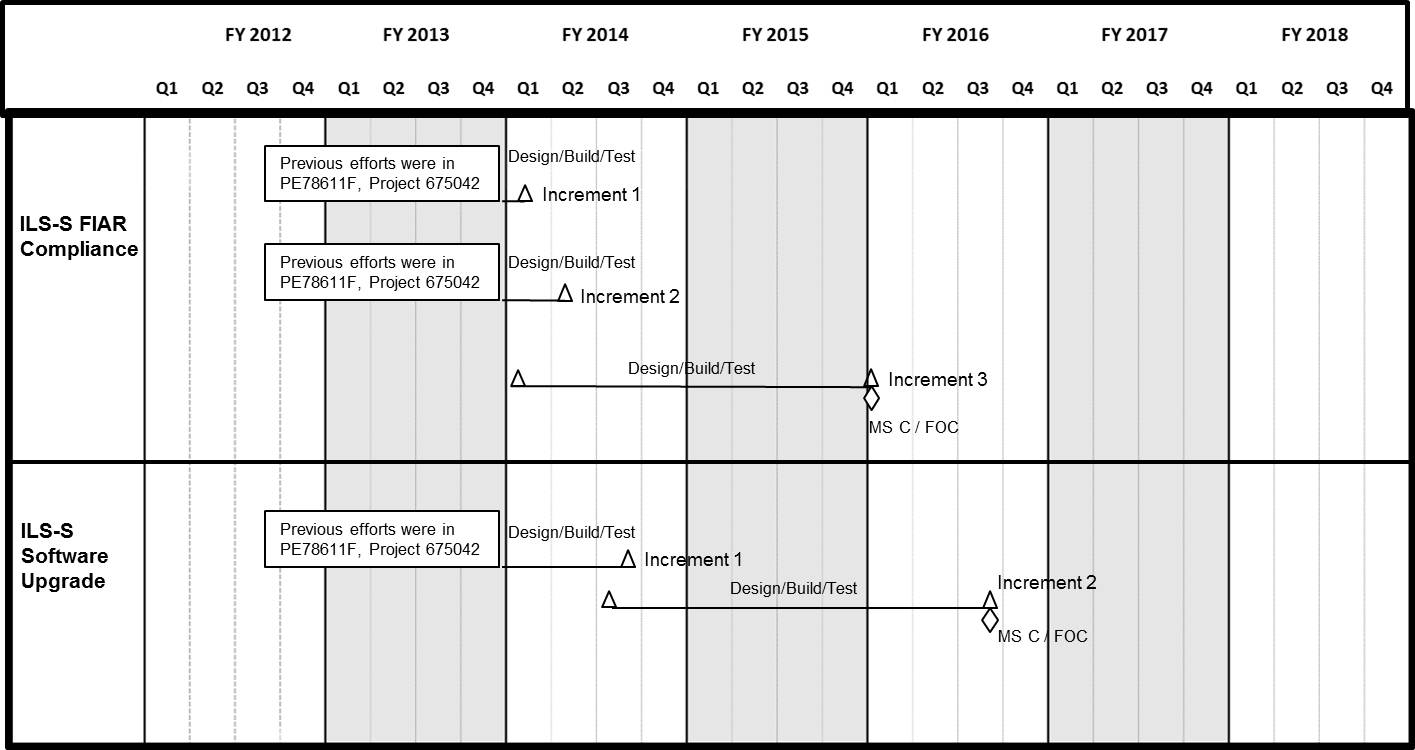 FY 2012 FY 2013 FY 2014 FY 2015 FY 2016 FY 2017 FY 2018
Q1 Q2 Q3 Q4 Q1 Q2 Q3 Q4 Q1 Q2 Q3 Q4 Q1 Q2 Q3 Q4 Q1 Q2 Q3 Q4 Q1 Q2 Q3 Q4 Q1 Q2 Q3 Q4
ILS-S FIAR
Compliance
Previous efforts were in
PE78611F, Project 675042
Design/Build/Test
Increment 1
Previous efforts were in
PE78611F, Project 675042
Design/Build/Test
Increment 2
Design/Build/Test
Increment 3
MS C / FOC
ILS-S
Software
Upgrade
Previous efforts were in
PE78611F, Project 675042
Design/Build/Test
Increment 1
Design/Build/Test
Increment 2
MS C / FOC